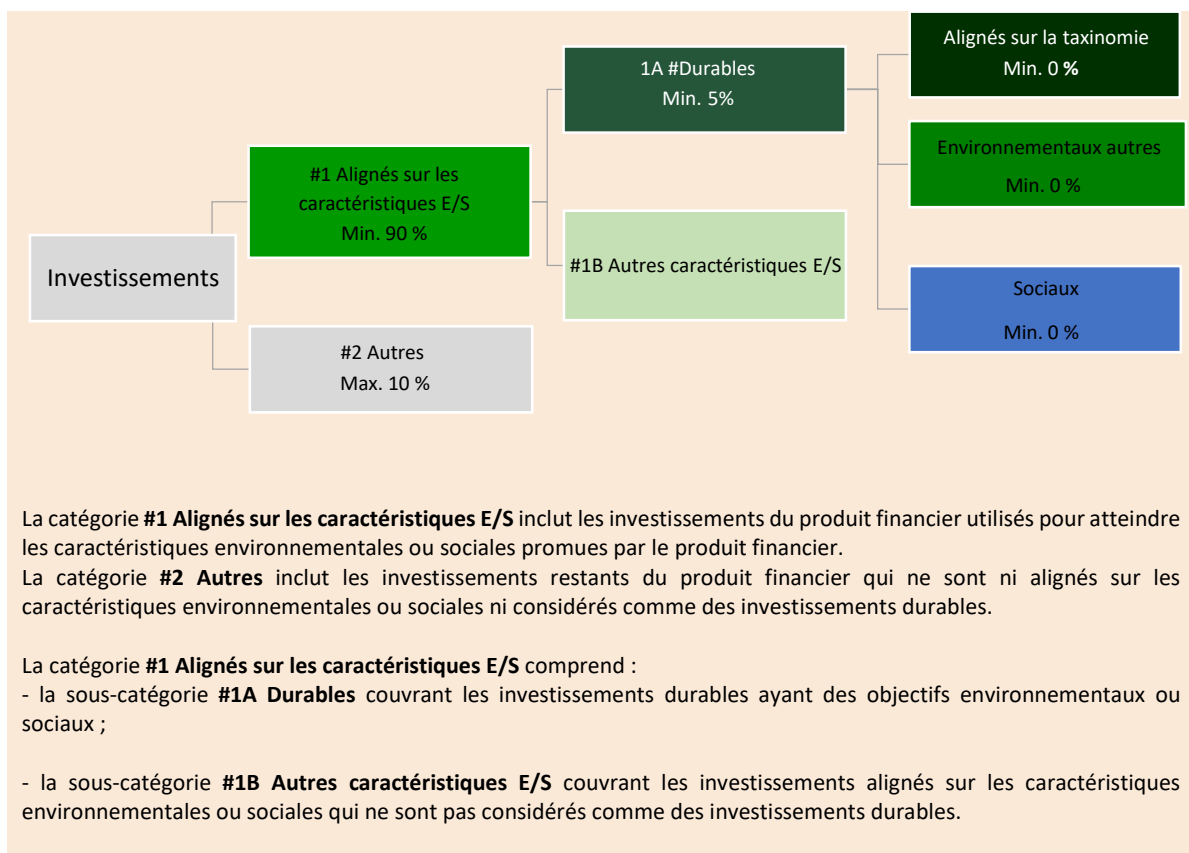 Alignés sur la taxinomie
Min. 0 %
1A #Durables
Min. 5%
Environnementaux autres
Min. 0 %
#1 Alignés sur les
caractéristiques E/S
Min. 90 %
#1B Autres caractéristiques E/S
Investissements
Sociaux
Min. 0 %
#2 Autres
Max. 10 %
La catégorie #1 Alignés sur les caractéristiques E/S inclut les investissements du produit financier utilisés pour atteindre
les caractéristiques environnementales ou sociales promues par le produit financier.
La catégorie #2 Autres inclut les investissements restants du produit financier qui ne sont ni alignés sur les
caractéristiques environnementales ou sociales ni considérés comme des investissements durables.
La catégorie #1 Alignés sur les caractéristiques E/S comprend :
- la sous-catégorie #1A Durables couvrant les investissements durables ayant des objectifs environnementaux ou
sociaux ;
- la sous-catégorie #1B Autres caractéristiques E/S couvrant les investissements alignés sur les caractéristiques
environnementales ou sociales qui ne sont pas considérés comme des investissements durables.